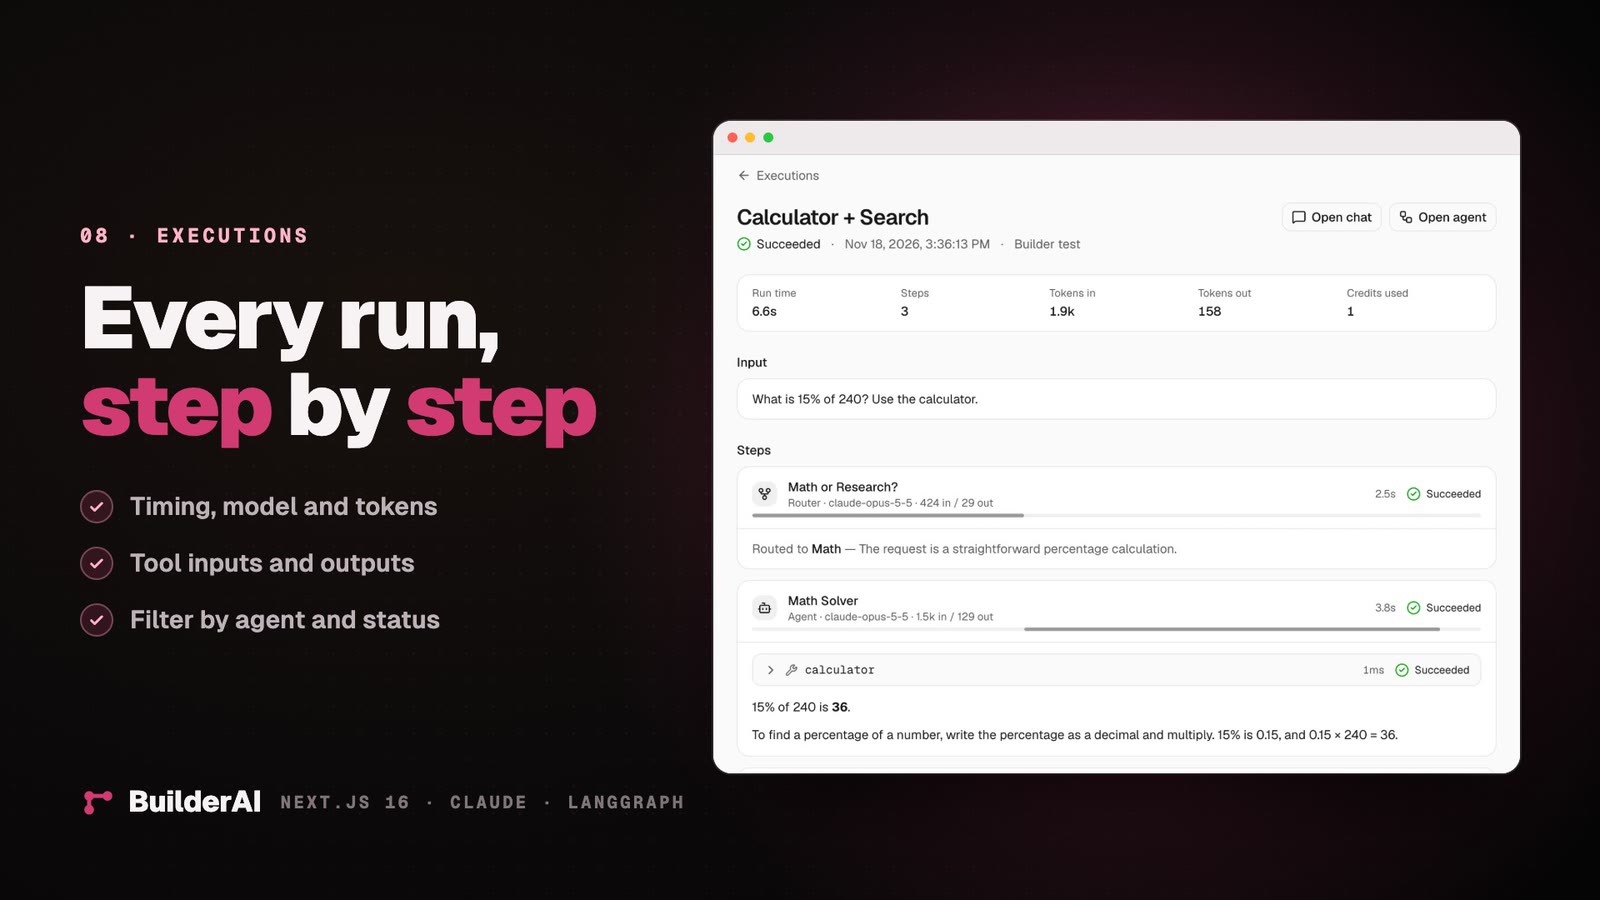 08 · EXECUTIONS
Every run,
step by step
Timing, model and tokens
Tool inputs and outputs
Filter by agent and status
BuilderAI NEXT.JS 16 · CLAUDE · LANGGRAPH
Executions
Calculator + Search
Open chat
Open agent
Succeeded · Nov 18, 2026, 3:36:13 PM · Builder test
Run time Steps Tokens in Tokens out Credits used
6.6s 3 1.9k 158 1
Input
What is 15% of 240? Use the calculator.
Steps
Math or Research?
Router · claude-opus-5-5 · 424 in / 29 out
2.5s Succeeded
Routed to Math — The request is a straightforward percentage calculation.
Math Solver
Agent · claude-opus-5-5 · 1.5k in / 129 out
3.8s Succeeded
calculator 1ms Succeeded
15% of 240 is 36.
To find a percentage of a number, write the percentage as a decimal and multiply. 15% is 0.15, and 0.15 × 240 = 36.